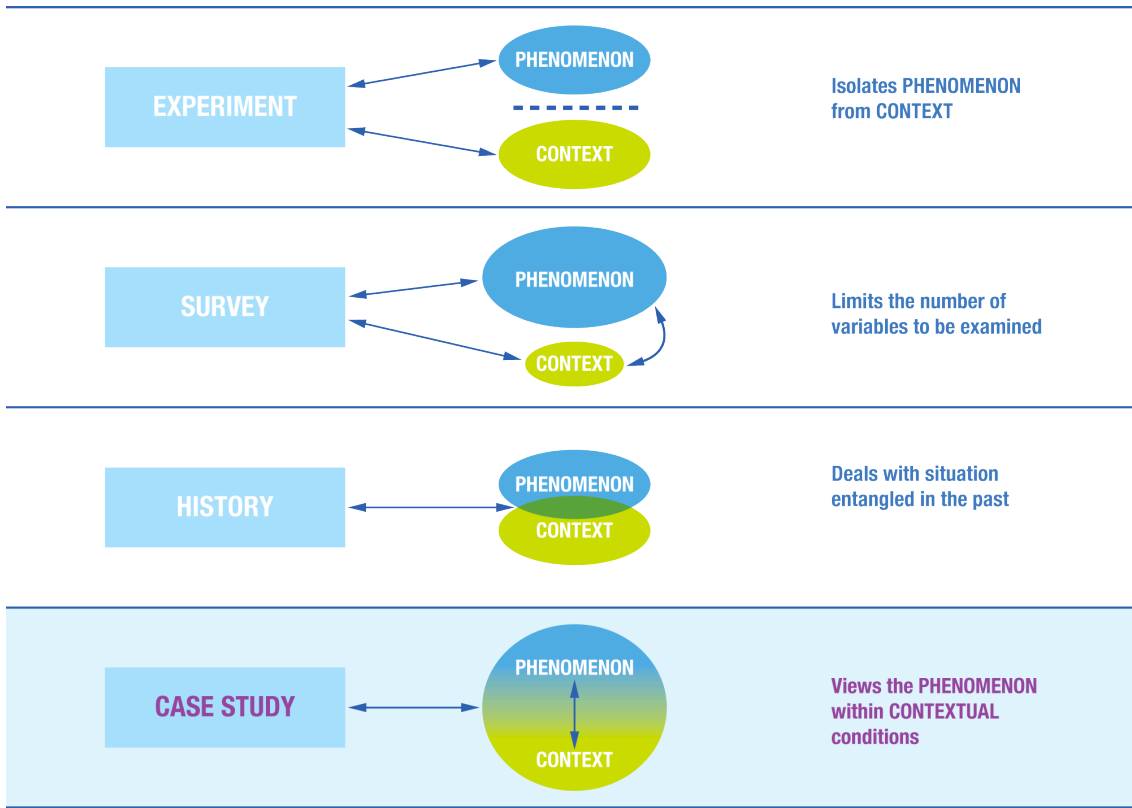 EXPERIMENT
PHENOMENON
CONTEXT
Isolates PHENOMENON
from CONTEXT
SURVEY
PHENOMENON
CONTEXT
Limits the number of
variables to be examined
HISTORY
PHENOMENON
CONTEXT
Deals with situation
entangled in the past
CASE STUDY
PHENOMENON
CONTEXT
Views the PHENOMENON
within CONTEXTUAL
conditions